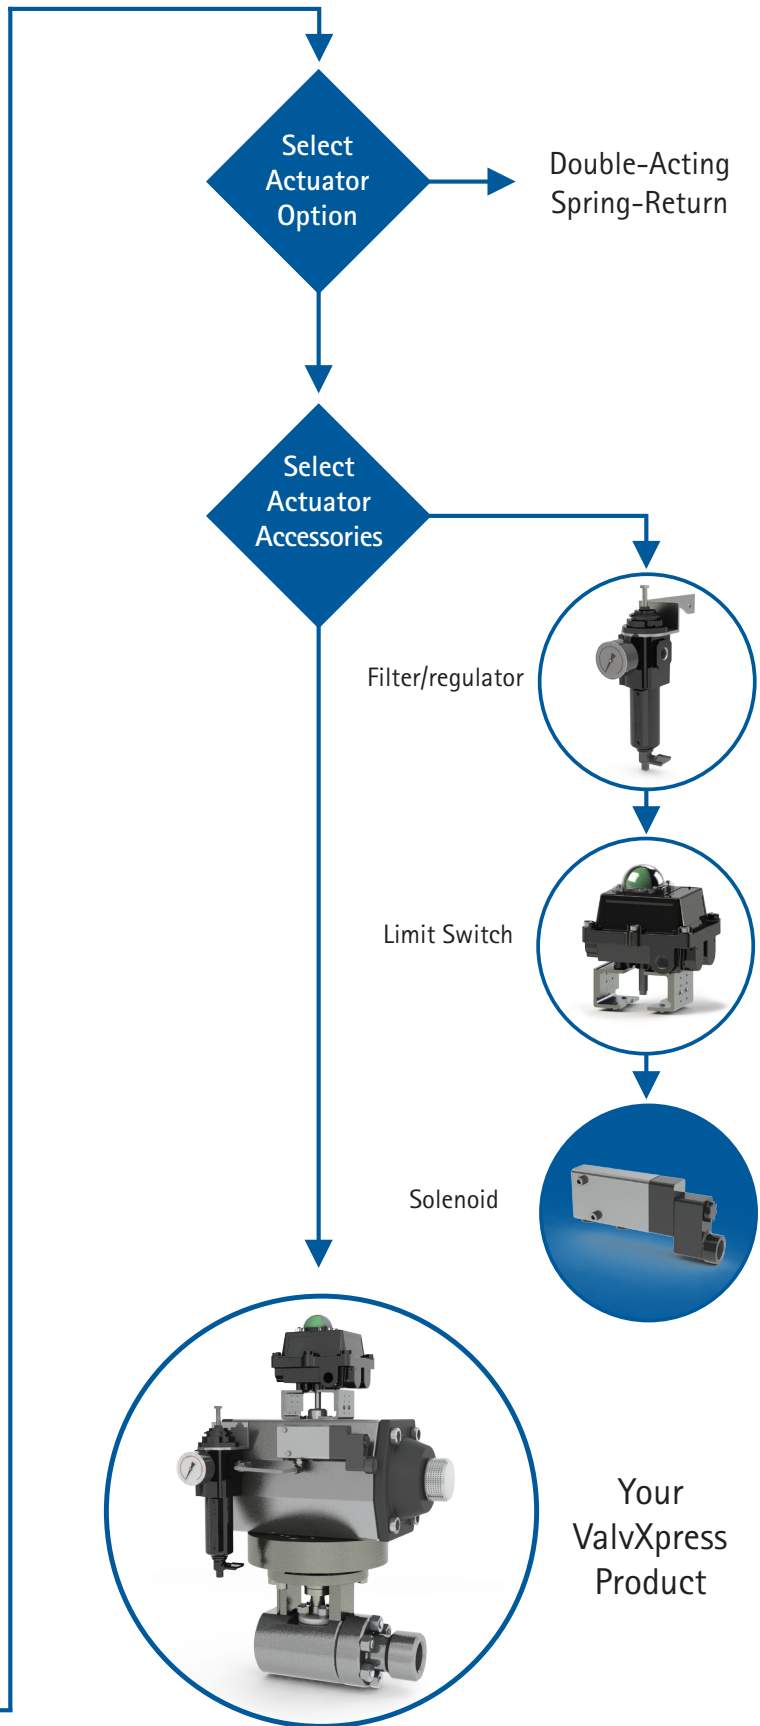 Select
Actuator
Option
Double-Acting
Spring-Return
Select
Actuator
Accessories
Filter/regulator
Limit Switch
Solenoid
Your
ValvXpress
Product